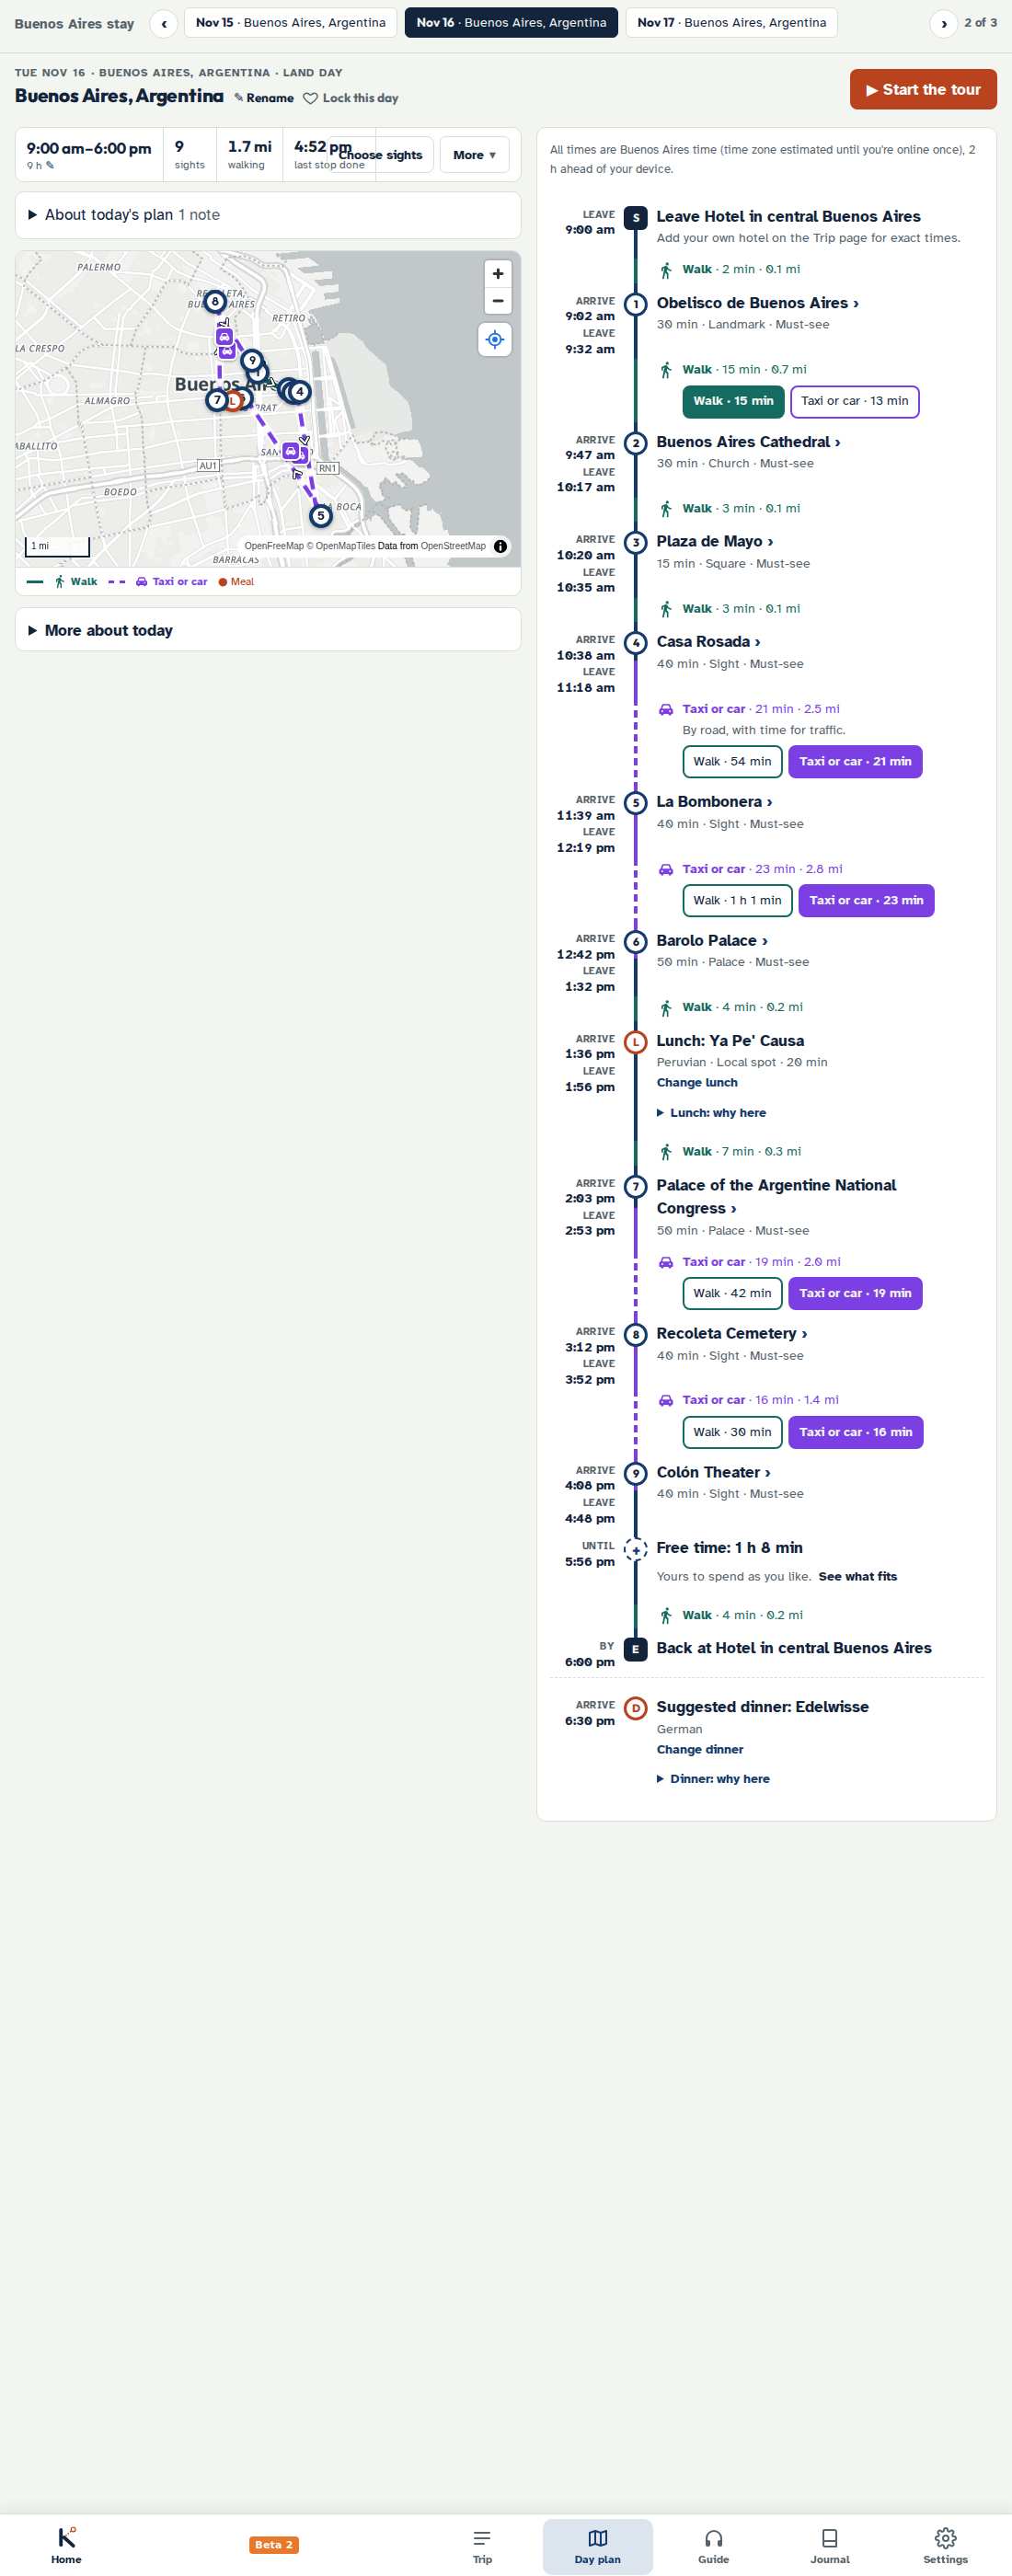 Buenos Aires stay
‹
Nov 15 · Buenos Aires, Argentina
Nov 16 · Buenos Aires, Argentina
Nov 17 · Buenos Aires, Argentina
›
2 of 3
TUE NOV 16 · BUENOS AIRES, ARGENTINA · LAND DAY
Buenos Aires, Argentina
✎ Rename
Lock this day
▶ Start the tour
9:00 am–6:00 pm
9 h ✎
9
sights
1.7 mi
walking
4:52 pm
last stop done
Choose sights
More ▾
▶ About today's plan 1 note
PALERMO
RETIRO
LA CRESPO
ALMAGRO
ABALLITO
BOEDO
AU1
RN1
BARRACAS
8
9
7
L
4
5
+
−
1 mi
OpenFreeMap © OpenMapTiles Data from OpenStreetMap
Walk
Taxi or car
Meal
▶ More about today
All times are Buenos Aires time (time zone estimated until you're online once), 2
h ahead of your device.
LEAVE
9:00 am
S
Leave Hotel in central Buenos Aires
Add your own hotel on the Trip page for exact times.
Walk · 2 min · 0.1 mi
ARRIVE
9:02 am
LEAVE
9:32 am
1
Obelisco de Buenos Aires ›
30 min · Landmark · Must-see
Walk · 15 min · 0.7 mi
Walk · 15 min
Taxi or car · 13 min
ARRIVE
9:47 am
LEAVE
10:17 am
2
Buenos Aires Cathedral ›
30 min · Church · Must-see
Walk · 3 min · 0.1 mi
ARRIVE
10:20 am
LEAVE
10:35 am
3
Plaza de Mayo ›
15 min · Square · Must-see
Walk · 3 min · 0.1 mi
ARRIVE
10:38 am
LEAVE
11:18 am
4
Casa Rosada ›
40 min · Sight · Must-see
Taxi or car · 21 min · 2.5 mi
By road, with time for traffic.
Walk · 54 min
Taxi or car · 21 min
ARRIVE
11:39 am
LEAVE
12:19 pm
5
La Bombonera ›
40 min · Sight · Must-see
Taxi or car · 23 min · 2.8 mi
Walk · 1 h 1 min
Taxi or car · 23 min
ARRIVE
12:42 pm
LEAVE
1:32 pm
6
Barolo Palace ›
50 min · Palace · Must-see
Walk · 4 min · 0.2 mi
ARRIVE
1:36 pm
LEAVE
1:56 pm
L
Lunch: Ya Pe' Causa
Peruvian · Local spot · 20 min
Change lunch
▶ Lunch: why here
Walk · 7 min · 0.3 mi
ARRIVE
2:03 pm
LEAVE
2:53 pm
7
Palace of the Argentine National
Congress ›
50 min · Palace · Must-see
Taxi or car · 19 min · 2.0 mi
Walk · 42 min
Taxi or car · 19 min
ARRIVE
3:12 pm
LEAVE
3:52 pm
8
Recoleta Cemetery ›
40 min · Sight · Must-see
Taxi or car · 16 min · 1.4 mi
Walk · 30 min
Taxi or car · 16 min
ARRIVE
4:08 pm
LEAVE
4:48 pm
9
Colón Theater ›
40 min · Sight · Must-see
UNTIL
5:56 pm
+
Free time: 1 h 8 min
Yours to spend as you like. See what fits
Walk · 4 min · 0.2 mi
BY
6:00 pm
E
Back at Hotel in central Buenos Aires
ARRIVE
6:30 pm
D
Suggested dinner: Edelwisse
German
Change dinner
▶ Dinner: why here
Home
Beta 2
Trip
Day plan
Guide
Journal
Settings